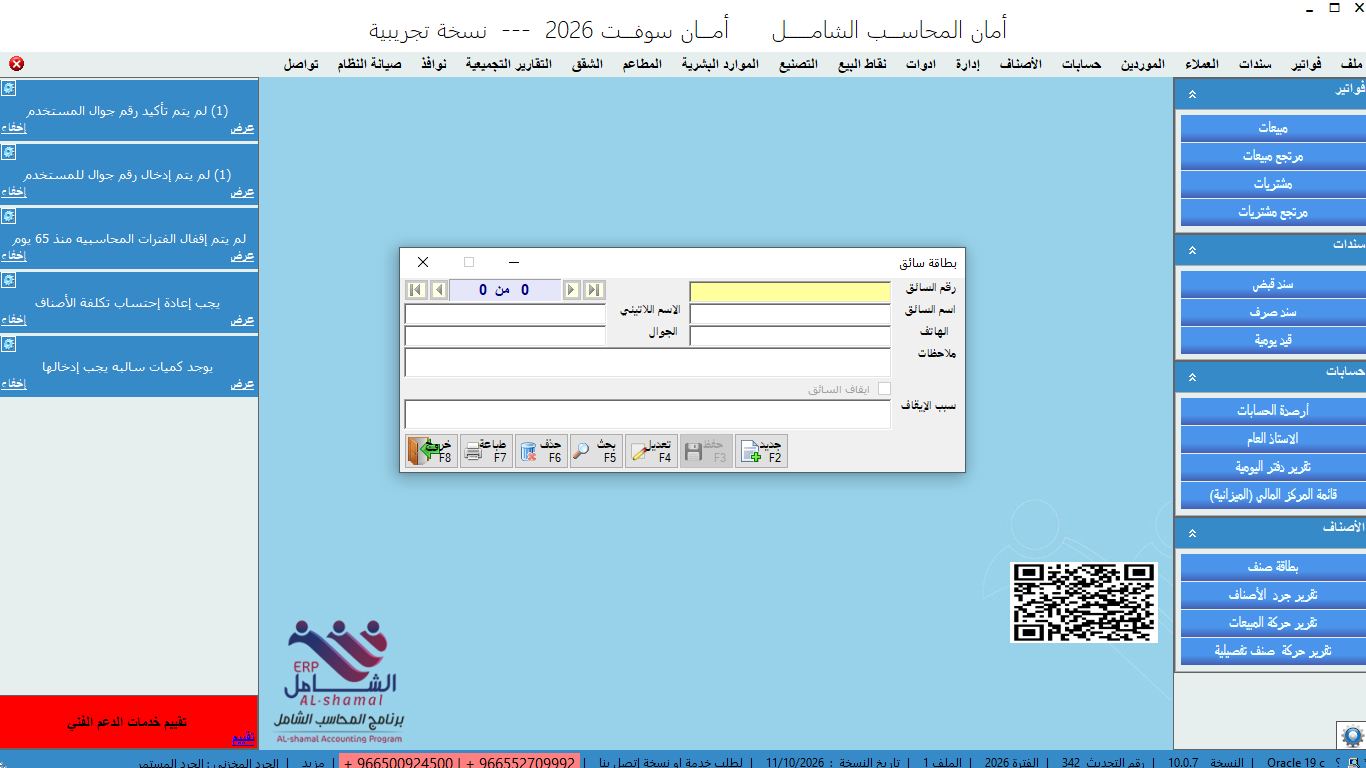 أمان المحاســب الشامــــل أمــان سوفــت 2026 --- نسخة تجريبية
ملف فواتير سندات العملاء الموردين حسابات الأصناف إدارة ادوات نقاط البيع التصنيع الموارد البشرية المطاعم الشقق التقارير التجميعية نوافذ صيانة النظام تواصل
فواتير
مبيعات
مرتجع مبيعات
مشتريات
مرتجع مشتريات
سندات
سند قبض
سند صرف
قيد يومية
حسابات
أرصدة الحسابات
الاستاذ العام
تقرير دفتر اليومية
قائمة المركز المالي (الميزانية)
الأصناف
بطاقة صنف
تقرير جرد الأصناف
تقرير حركة المبيعات
تقرير حركة صنف تفصيلية
بطاقة سائق
رقم السائق
0 من 0
اسم السائق
الاسم اللاتيني
الهاتف
الجوال
ملاحظات
ايقاف السائق
سبب الإيقاف
جديد F2
حفظ F3
تعديل F4
بحث F5
حذف F6
طباعة F7
خروج F8
(1) لم يتم تأكيد رقم جوال المستخدم
عرض إخفاء
(1) لم يتم إدخال رقم جوال للمستخدم
عرض إخفاء
لم يتم إقفال الفترات المحاسبيه منذ 65 يوم
عرض إخفاء
يجب إعادة إحتساب تكلفة الأصناف
عرض إخفاء
يوجد كميات سالبه يجب إدخالها
عرض إخفاء
ERP
الشامل
AL-shamal
برنامج المحاسب الشامل
AL-shamal Accounting Program
تقييم خدمات الدعم الفني
تقييم
؟ Oracle 19 c | النسخة 10.0.7 | رقم التحديث 342 | الفترة 2026 | الملف 1 | تاريخ النسخة : 11/10/2026 | لطلب خدمة او نسخة إتصل بنا | + 966552709992 | + 966500924500 | مزيد | الجرد المخزني : الجرد المستمر